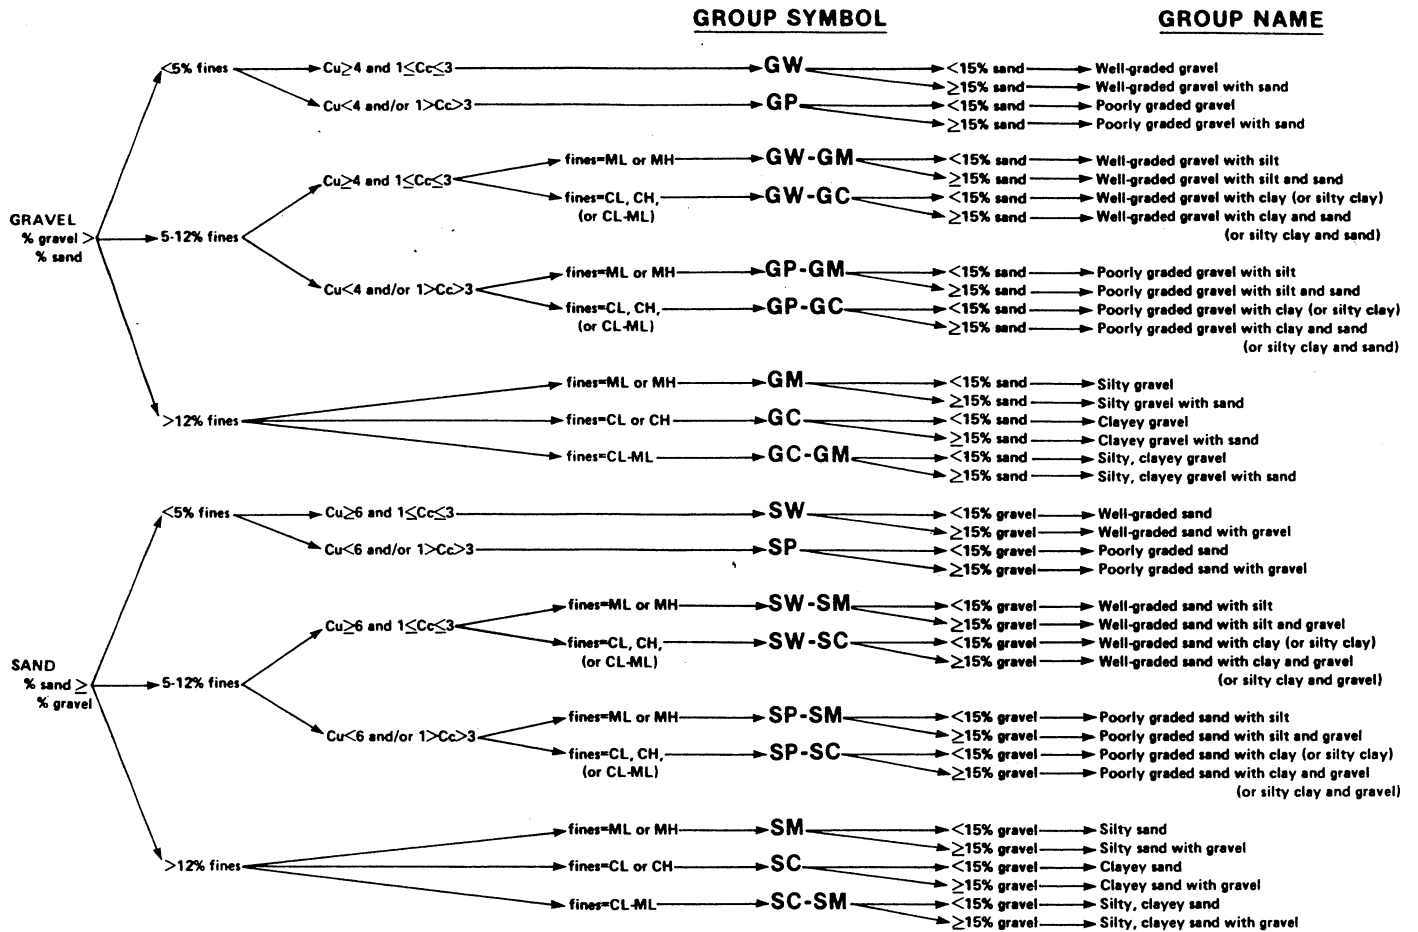 GROUP SYMBOL GROUP NAME
<5% fines Cu≥4 and 1≤Cc≤3 GW <15% sand Well-graded gravel
≥15% sand Well-graded gravel with sand
Cu<4 and/or 1>Cc>3 GP <15% sand Poorly graded gravel
≥15% sand Poorly graded gravel with sand
fines=ML or MH GW-GM <15% sand Well-graded gravel with silt
Cu≥4 and 1≤Cc≤3 ≥15% sand Well-graded gravel with silt and sand
fines=CL, CH, GW-GC <15% sand Well-graded gravel with clay (or silty clay)
(or CL-ML) ≥15% sand Well-graded gravel with clay and sand
GRAVEL
% gravel > 5-12% fines (or silty clay and sand)
% sand
fines=ML or MH GP-GM <15% sand Poorly graded gravel with silt
Cu<4 and/or 1>Cc>3 ≥15% sand Poorly graded gravel with silt and sand
fines=CL, CH, GP-GC <15% sand Poorly graded gravel with clay (or silty clay)
(or CL-ML) ≥15% sand Poorly graded gravel with clay and sand
(or silty clay and sand)
fines=ML or MH GM <15% sand Silty gravel
≥15% sand Silty gravel with sand
>12% fines fines=CL or CH GC <15% sand Clayey gravel
≥15% sand Clayey gravel with sand
fines=CL-ML GC-GM <15% sand Silty, clayey gravel
≥15% sand Silty, clayey gravel with sand
<5% fines Cu≥6 and 1≤Cc≤3 SW <15% gravel Well-graded sand
≥15% gravel Well-graded sand with gravel
Cu<6 and/or 1>Cc>3 SP <15% gravel Poorly graded sand
≥15% gravel Poorly graded sand with gravel
fines=ML or MH SW-SM <15% gravel Well-graded sand with silt
Cu≥6 and 1≤Cc≤3 ≥15% gravel Well-graded sand with silt and gravel
fines=CL, CH, SW-SC <15% gravel Well-graded sand with clay (or silty clay)
(or CL-ML) ≥15% gravel Well-graded sand with clay and gravel
SAND
% sand ≥ 5-12% fines (or silty clay and gravel)
% gravel
fines=ML or MH SP-SM <15% gravel Poorly graded sand with silt
Cu<6 and/or 1>Cc>3 ≥15% gravel Poorly graded sand with silt and gravel
fines=CL, CH, SP-SC <15% gravel Poorly graded sand with clay (or silty clay)
(or CL-ML) ≥15% gravel Poorly graded sand with clay and gravel
(or silty clay and gravel)
fines=ML or MH SM <15% gravel Silty sand
≥15% gravel Silty sand with gravel
>12% fines fines=CL or CH SC <15% gravel Clayey sand
≥15% gravel Clayey sand with gravel
fines=CL-ML SC-SM <15% gravel Silty, clayey sand
≥15% gravel Silty, clayey sand with gravel